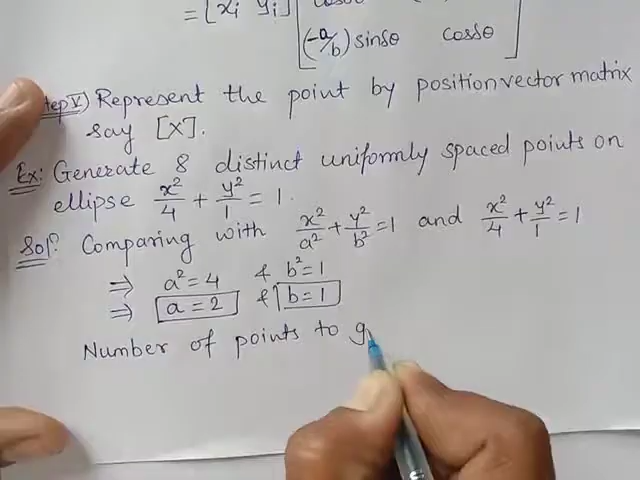 = [xi yi]
(-a/b) sinδθ cosδθ
Step V) Represent the point by position vector matrix
say [X].
Ex: Generate 8 distinct uniformly spaced points on
ellipse x²/4 + y²/1 = 1.
Solⁿ: Comparing with x²/a² + y²/b² = 1 and x²/4 + y²/1 = 1
⇒ a² = 4 & b² = 1
⇒ a = 2 & b = 1
Number of points to g